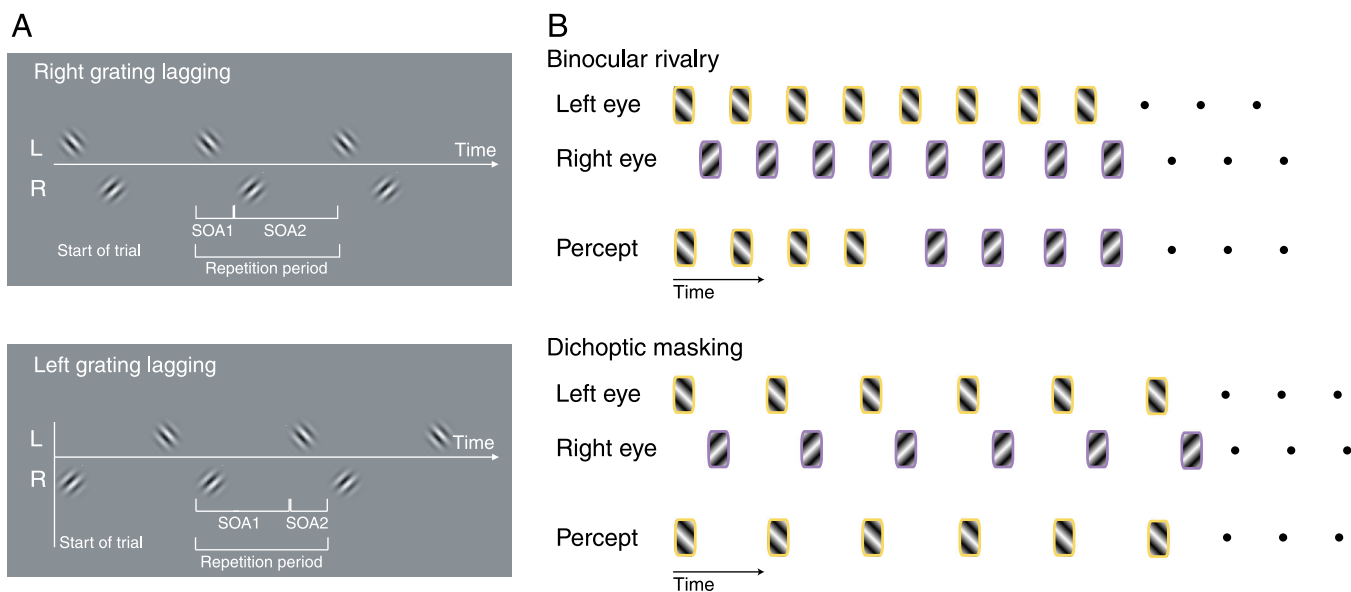 A
Right grating lagging
L
Time
R
SOA1 SOA2
Start of trial
Repetition period
Left grating lagging
L
Time
R
SOA1 SOA2
Start of trial
Repetition period
B
Binocular rivalry
Left eye
Right eye
Percept
Time
Dichoptic masking
Left eye
Right eye
Percept
Time